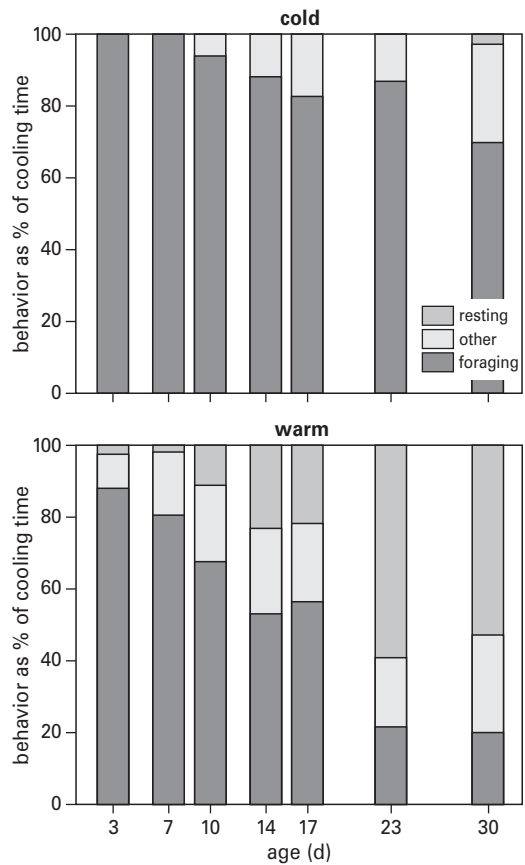 cold
behavior as % of cooling time
100
80
60
40
20
0
resting
other
foraging
warm
behavior as % of cooling time
100
80
60
40
20
0
3 7 10 14 17 23 30
age (d)